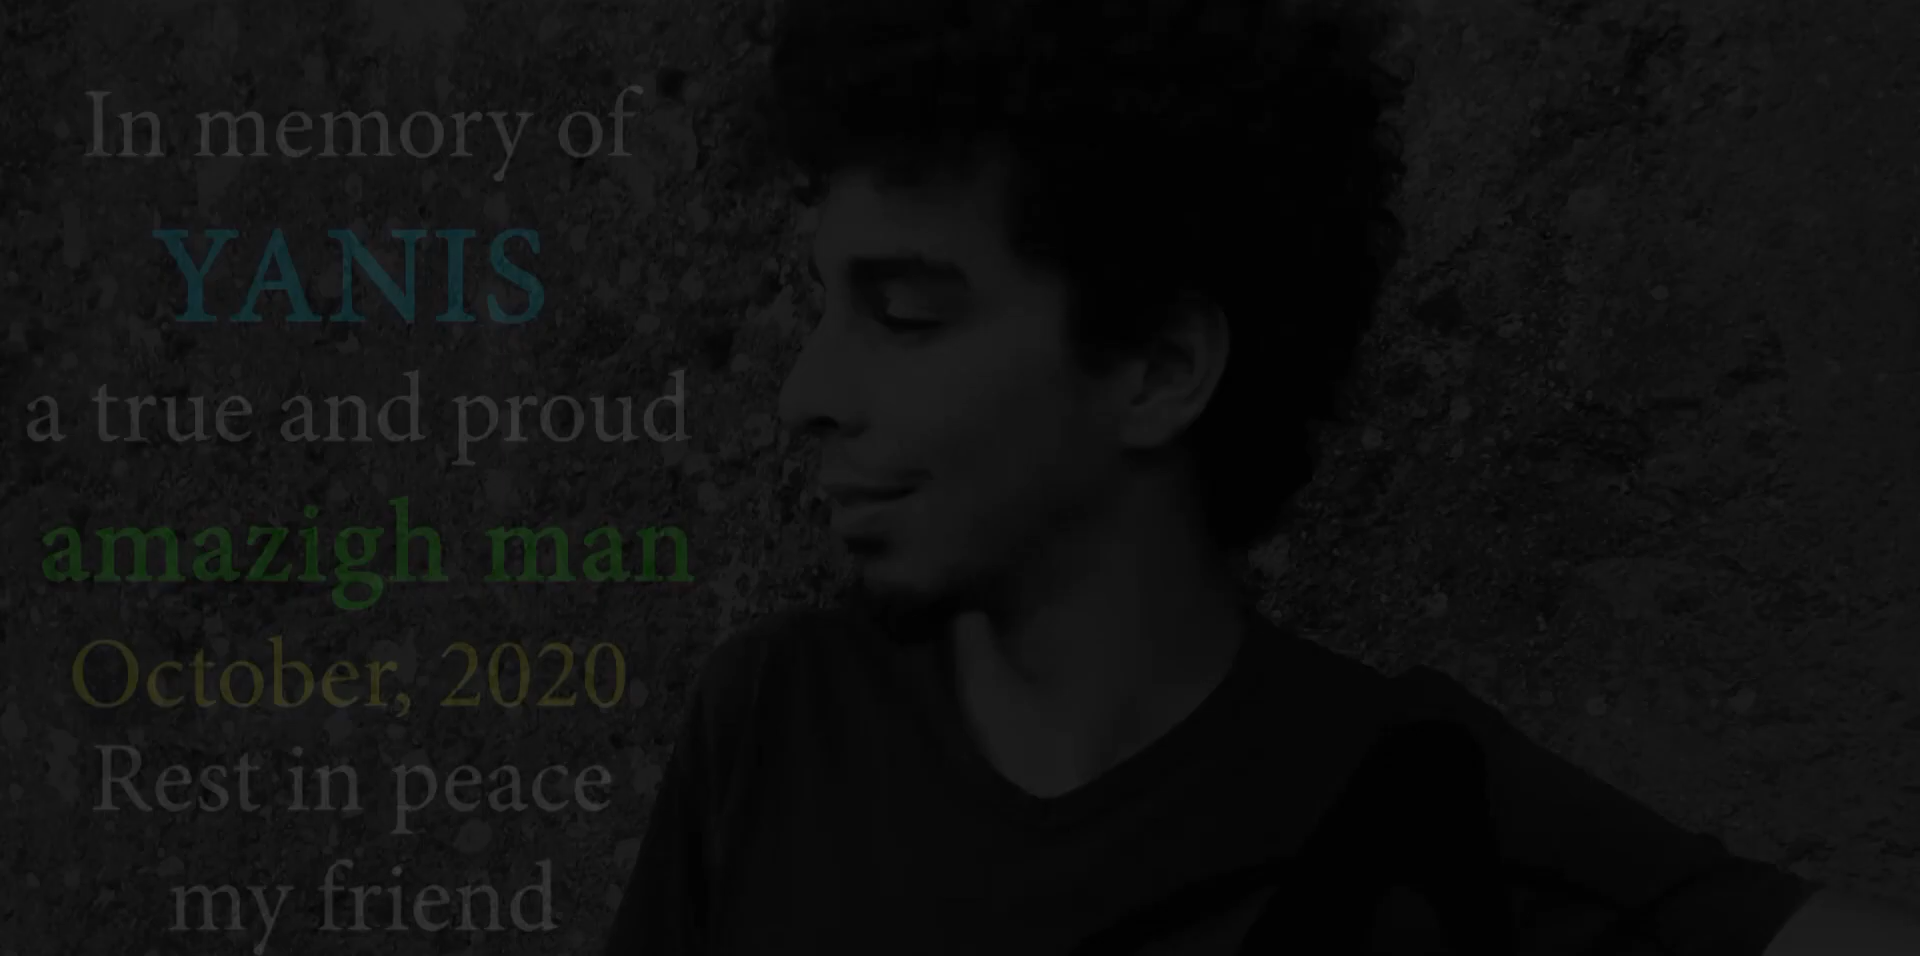 In memory of
YANIS
a true and proud
amazigh man
October, 2020
Rest in peace
my friend